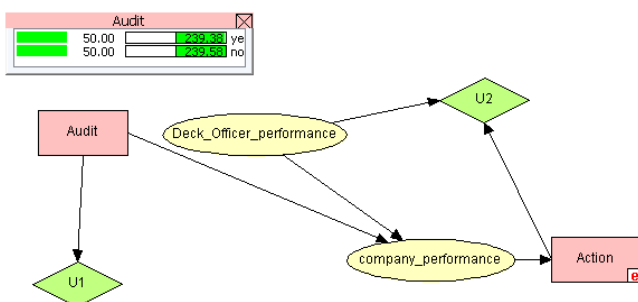 Audit
50.00 239.38 ye
50.00 239.58 no
U2
Audit
Deck_Officer_performance
company_performance
Action
e
U1